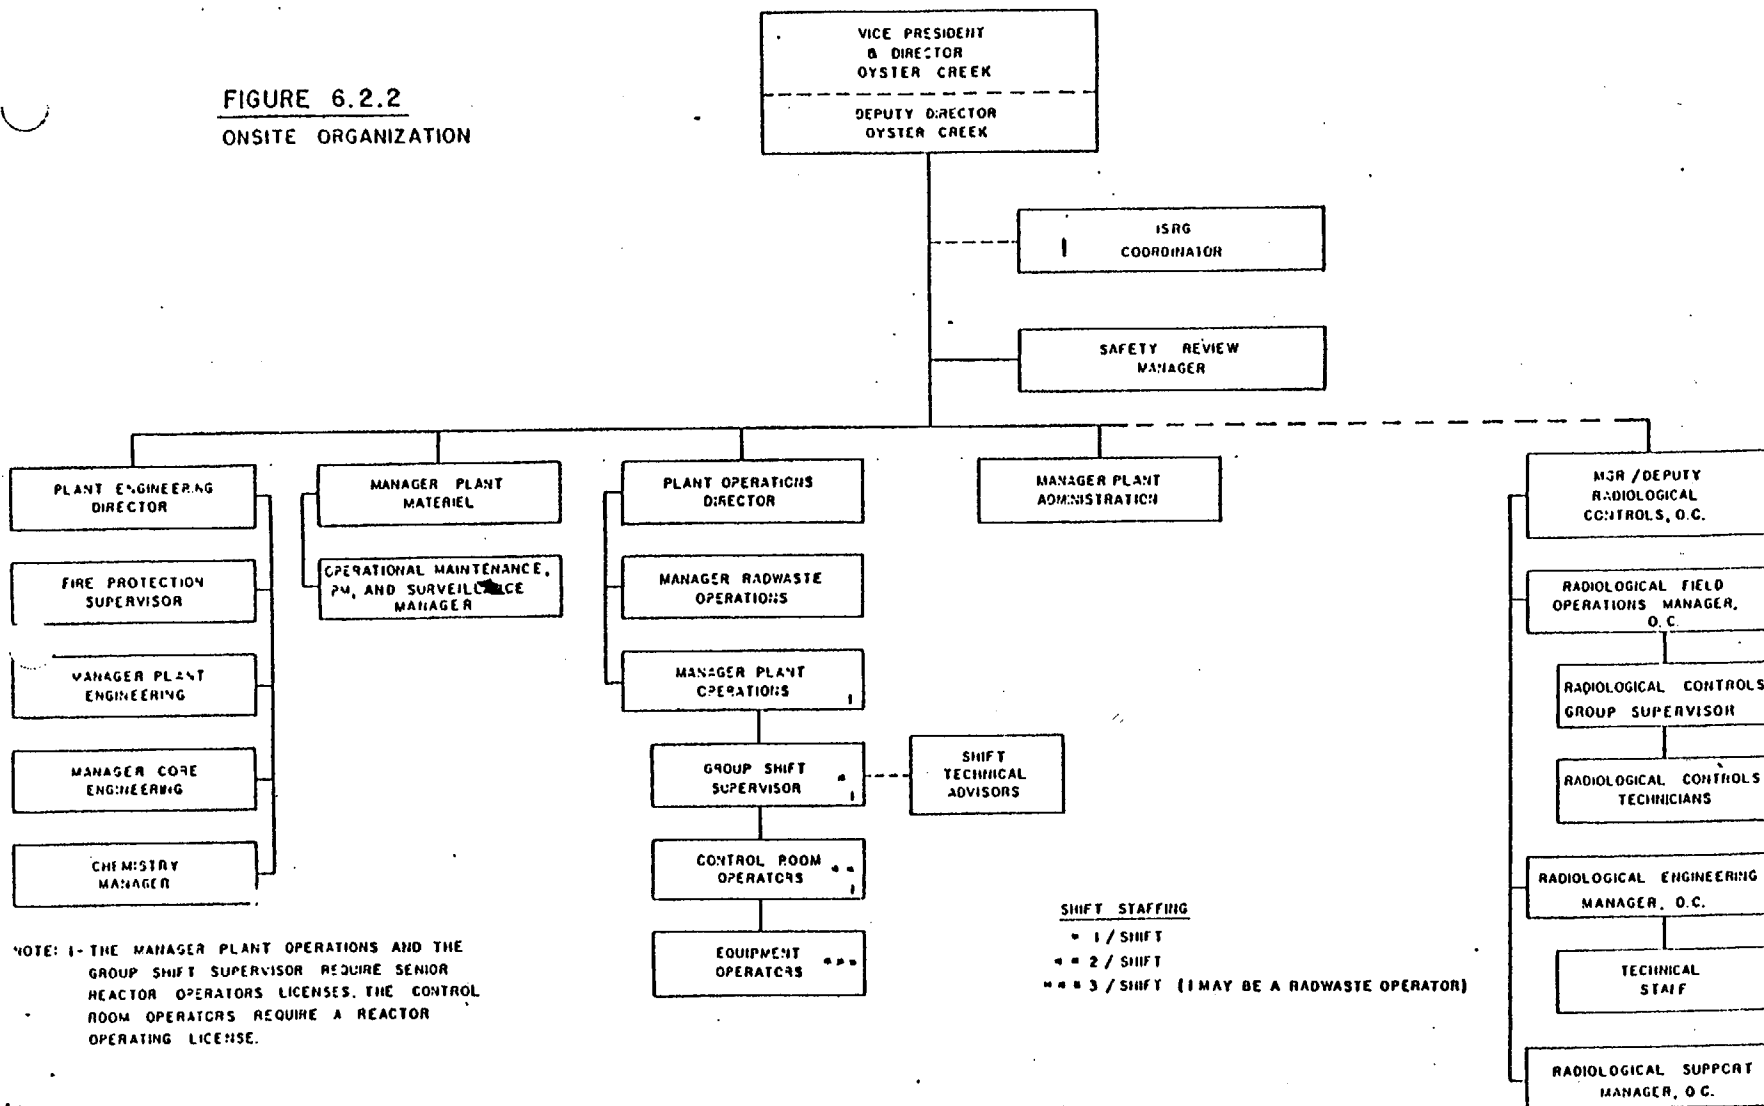 FIGURE 6.2.2
ONSITE ORGANIZATION
VICE PRESIDENT
& DIRECTOR
OYSTER CREEK
DEPUTY DIRECTOR
OYSTER CREEK
ISRG
COORDINATOR
SAFETY REVIEW
MANAGER
PLANT ENGINEERING
DIRECTOR
FIRE PROTECTION
SUPERVISOR
MANAGER PLANT
ENGINEERING
MANAGER CORE
ENGINEERING
CHEMISTRY
MANAGER
MANAGER PLANT
MATERIEL
OPERATIONAL MAINTENANCE,
PM, AND SURVEILLANCE
MANAGER
PLANT OPERATIONS
DIRECTOR
MANAGER RADWASTE
OPERATIONS
MANAGER PLANT
OPERATIONS 1
GROUP SHIFT
SUPERVISOR * 1
SHIFT
TECHNICAL
ADVISORS
CONTROL ROOM
OPERATORS ** 1
EQUIPMENT
OPERATORS ***
MANAGER PLANT
ADMINISTRATION
MGR / DEPUTY
RADIOLOGICAL
CONTROLS, O.C.
RADIOLOGICAL FIELD
OPERATIONS MANAGER,
O.C.
RADIOLOGICAL CONTROLS
GROUP SUPERVISOR
RADIOLOGICAL CONTROLS
TECHNICIANS
RADIOLOGICAL ENGINEERING
MANAGER, O.C.
TECHNICAL
STAFF
RADIOLOGICAL SUPPORT
MANAGER, O.C.
NOTE: 1- THE MANAGER PLANT OPERATIONS AND THE
GROUP SHIFT SUPERVISOR REQUIRE SENIOR
REACTOR OPERATORS LICENSES. THE CONTROL
ROOM OPERATORS REQUIRE A REACTOR
OPERATING LICENSE.
SHIFT STAFFING
* 1 / SHIFT
** 2 / SHIFT
*** 3 / SHIFT (1 MAY BE A RADWASTE OPERATOR)